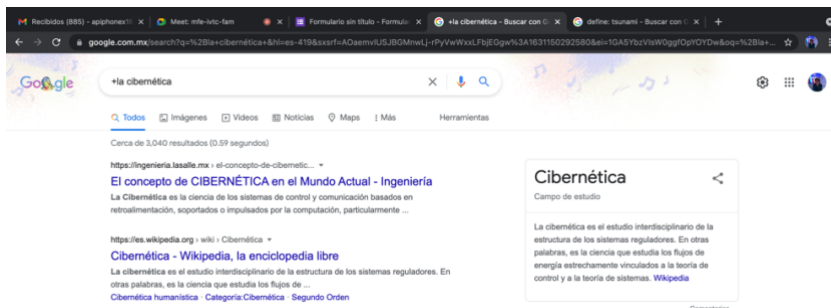 Recibidos (885) - apiphonex1
Meet: mfe-ivtc-fam
Formulario sin título - Formular
+la cibernética - Buscar con G
define: tsunami - Buscar con
google.com.mx/search?q=%2Bla+cibernética+&hl=es-419&sxsrf=
Google
+la cibernética
Todos
Imágenes
Videos
Noticias
Maps
Más
Herramientas
Cerca de 3,040 resultados (0.59 segundos)
https://ingenieria.lasalle.mx › el-concepto-de-cibernetic...
El concepto de CIBERNÉTICA en el Mundo Actual - Ingeniería
La Cibernética es la ciencia de los sistemas de control y comunicación basados en
retroalimentación, soportados o impulsados por la computación, particularmente ...
https://es.wikipedia.org › wiki › Cibernética
Cibernética - Wikipedia, la enciclopedia libre
La cibernética es el estudio interdisciplinario de la estructura de los sistemas reguladores. En
otras palabras, es la ciencia que estudia los flujos de ...
Cibernética humanística · Categoría:Cibernética · Segundo Orden
Cibernética
Campo de estudio
La cibernética es el estudio interdisciplinario de la
estructura de los sistemas reguladores. En otras
palabras, es la ciencia que estudia los flujos de
energía estrechamente vinculados a la teoría de
control y a la teoría de sistemas. Wikipedia